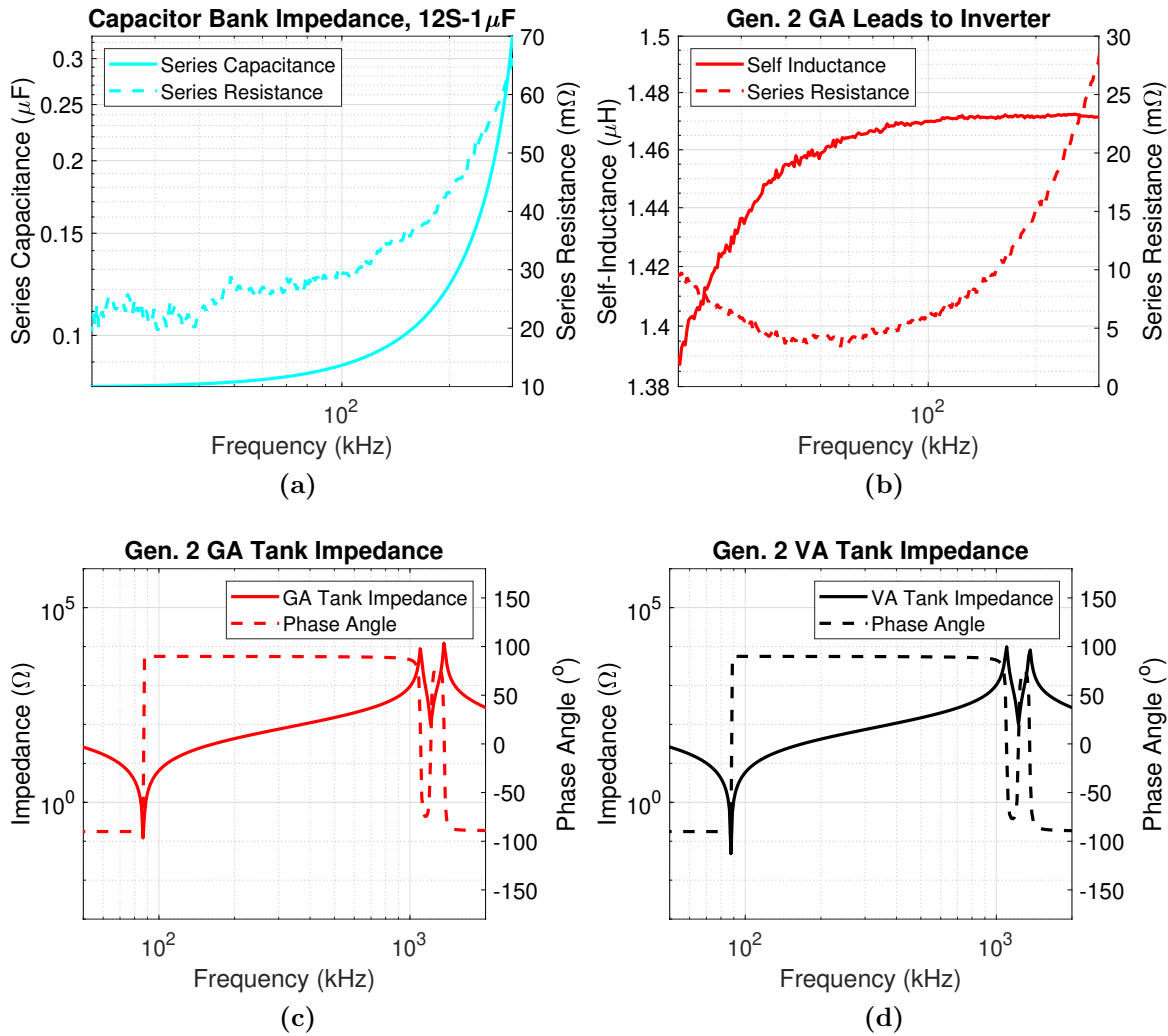 Capacitor Bank Impedance, 12S-1μF
Series Capacitance
Series Resistance
0.3
0.25
0.2
0.15
0.1
70
60
50
40
30
20
10
10²
Series Capacitance (μF)
Series Resistance (mΩ)
Frequency (kHz)
(a)
Gen. 2 GA Leads to Inverter
Self Inductance
Series Resistance
1.5
1.48
1.46
1.44
1.42
1.4
1.38
30
25
20
15
10
5
0
10²
Self-Inductance (μH)
Series Resistance (mΩ)
Frequency (kHz)
(b)
Gen. 2 GA Tank Impedance
GA Tank Impedance
Phase Angle
10⁵
10⁰
150
100
50
0
-50
-100
-150
10²
10³
Impedance (Ω)
Phase Angle (⁰)
Frequency (kHz)
(c)
Gen. 2 VA Tank Impedance
VA Tank Impedance
Phase Angle
10⁵
10⁰
150
100
50
0
-50
-100
-150
10²
10³
Impedance (Ω)
Phase Angle (⁰)
Frequency (kHz)
(d)